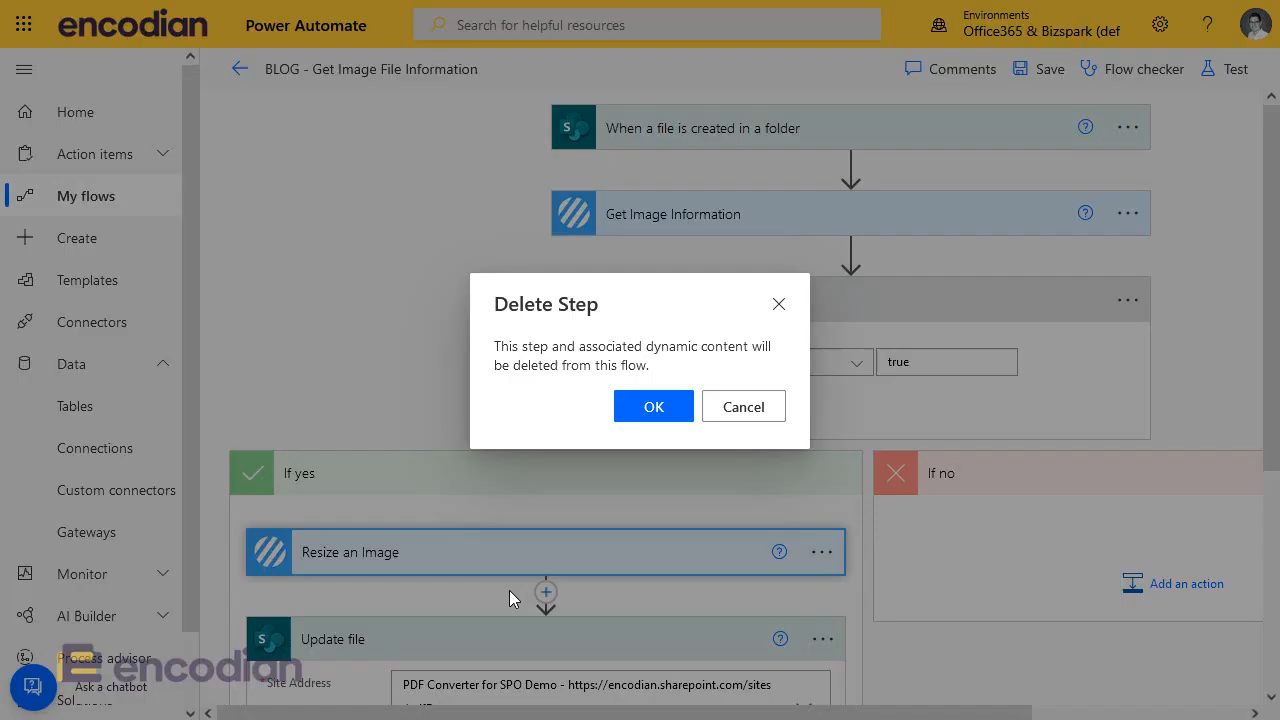 encodian
Power Automate
Search for helpful resources
Environments
Office365 & Bizspark (def
BLOG - Get Image File Information
Comments
Save
Flow checker
Test
Home
Action items
My flows
Create
Templates
Connectors
Data
Tables
Connections
Custom connectors
Gateways
Monitor
AI Builder
Process advisor
Solutions
Ask a chatbot
encodian
When a file is created in a folder
Get Image Information
true
Delete Step
This step and associated dynamic content will
be deleted from this flow.
OK
Cancel
If yes
If no
Resize an Image
Add an action
Update file
* Site Address
PDF Converter for SPO Demo - https://encodian.sharepoint.com/sites